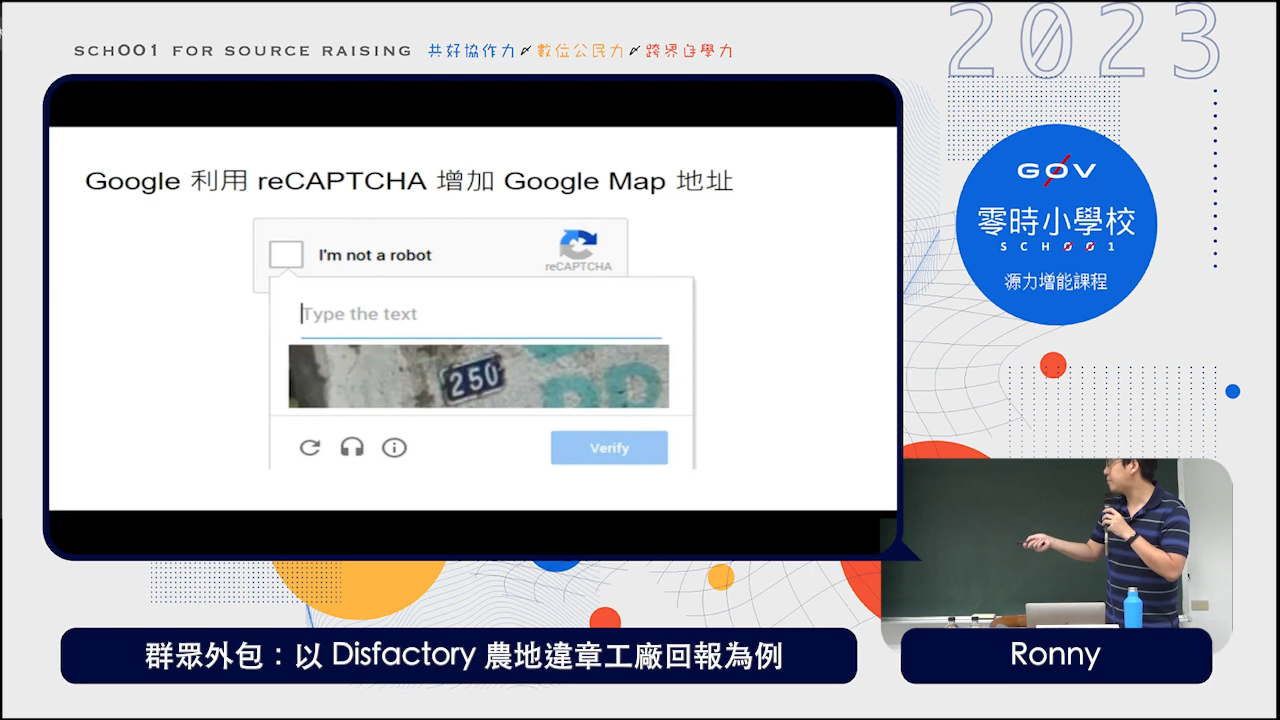 SCH001 FOR SOURCE RAISING 共好協作力 數位公民力 跨界自學力
2023
Google 利用 reCAPTCHA 增加 Google Map 地址
I'm not a robot
reCAPTCHA
Type the text
250
Verify
G0V
零時小學校
SCH001
源力增能課程
群眾外包：以 Disfactory 農地違章工廠回報為例
Ronny